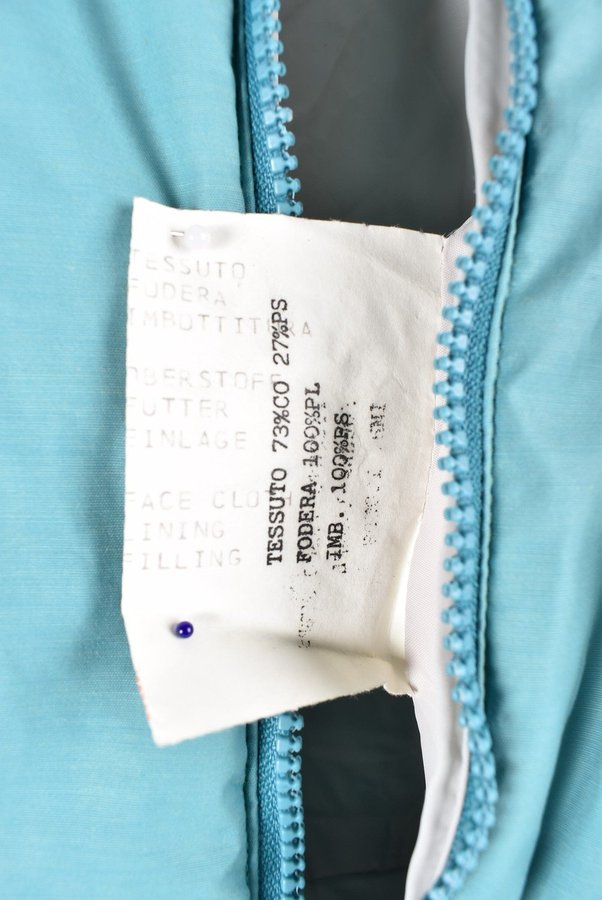 TESSUTO
FODERA
IMBOTTITURA
OBERSTOFF
FUTTER
EINLAGE
FACE CLOTH
LINING
FILLING
TESSUTO 73%CO 27%PS
FODERA 100%PL
IMB. 100%PS